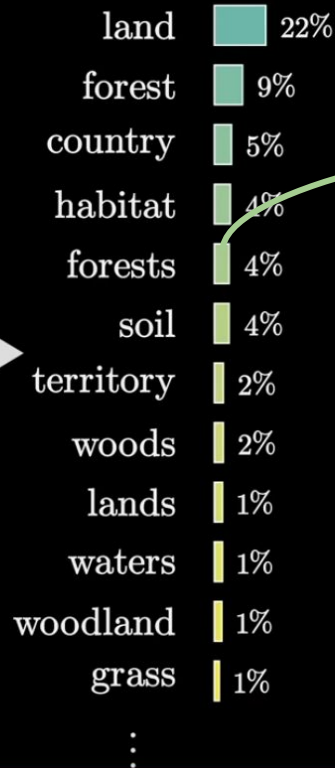 land 22%
forest 9%
country 5%
habitat 4%
forests 4%
soil 4%
territory 2%
woods 2%
lands 1%
waters 1%
woodland 1%
grass 1%
⋮